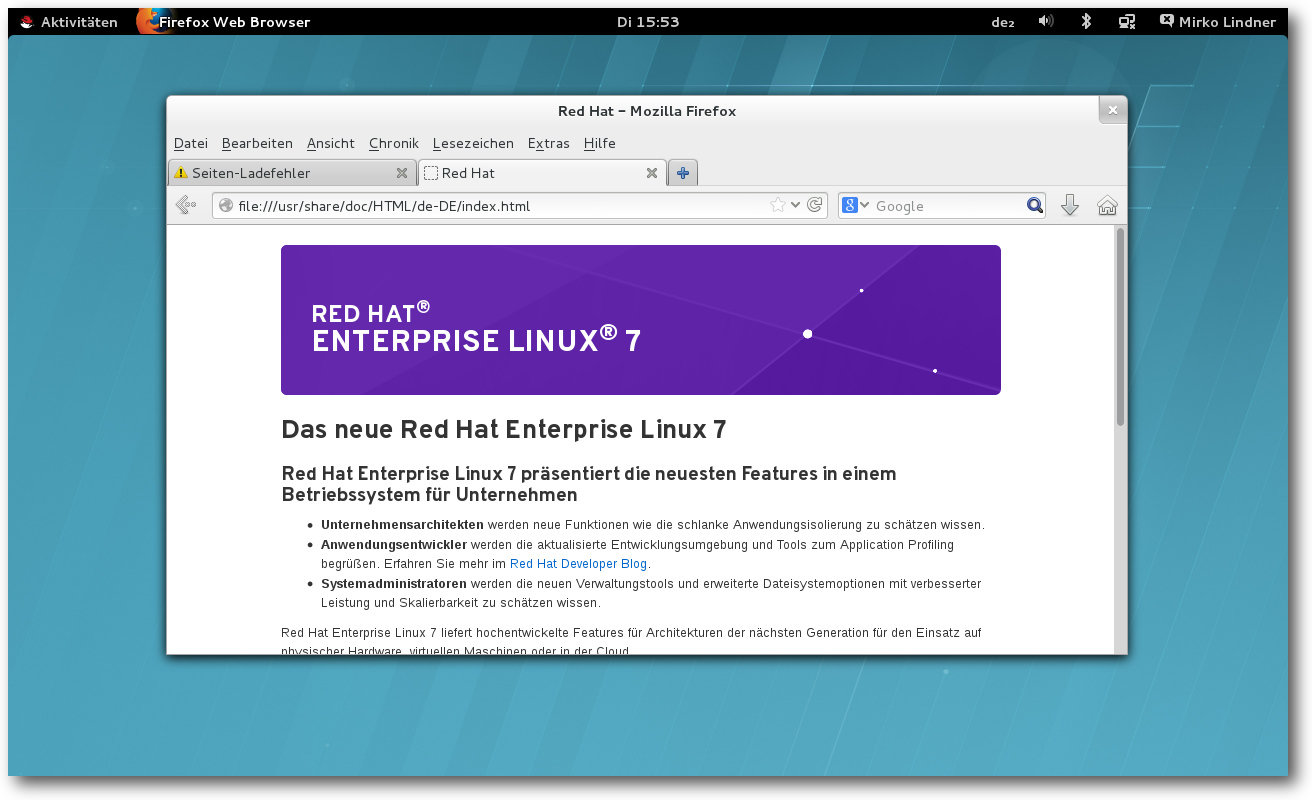 Aktivitäten Firefox Web Browser Di 15:53 de₂ Mirko Lindner
Red Hat – Mozilla Firefox
Datei Bearbeiten Ansicht Chronik Lesezeichen Extras Hilfe
Seiten-Ladefehler Red Hat
file:///usr/share/doc/HTML/de-DE/index.html Google
RED HAT®
ENTERPRISE LINUX® 7
Das neue Red Hat Enterprise Linux 7
Red Hat Enterprise Linux 7 präsentiert die neuesten Features in einem
Betriebssystem für Unternehmen
• Unternehmensarchitekten werden neue Funktionen wie die schlanke Anwendungsisolierung zu schätzen wissen.
• Anwendungsentwickler werden die aktualisierte Entwicklungsumgebung und Tools zum Application Profiling
begrüßen. Erfahren Sie mehr im Red Hat Developer Blog.
• Systemadministratoren werden die neuen Verwaltungstools und erweiterte Dateisystemoptionen mit verbesserter
Leistung und Skalierbarkeit zu schätzen wissen.
Red Hat Enterprise Linux 7 liefert hochentwickelte Features für Architekturen der nächsten Generation für den Einsatz auf
physischer Hardware, virtuellen Maschinen oder in der Cloud